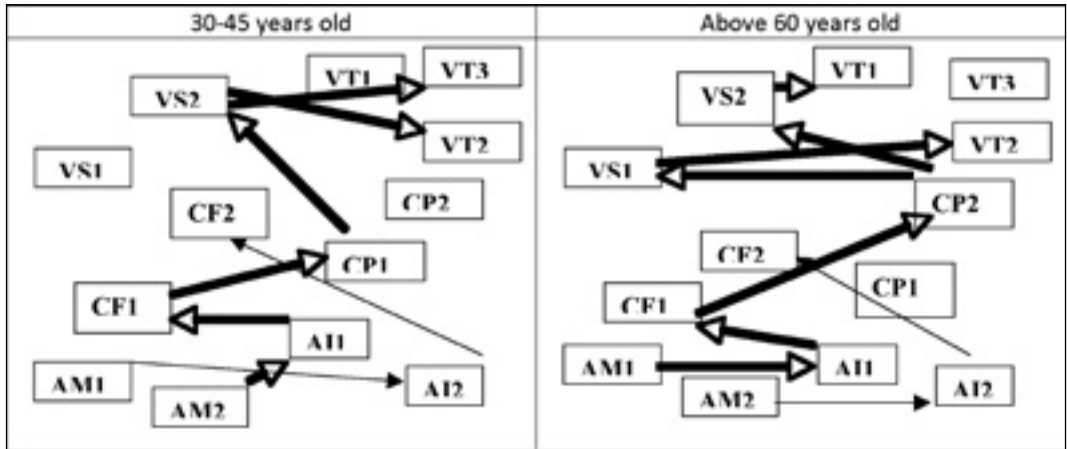 30-45 years old
VT1
VT3
VS2
VT2
VS1
CP2
CF2
CP1
CF1
AI1
AM1
AI2
AM2
Above 60 years old
VT1
VT3
VS2
VT2
VS1
CP2
CF2
CP1
CF1
AM1
AI1
AI2
AM2